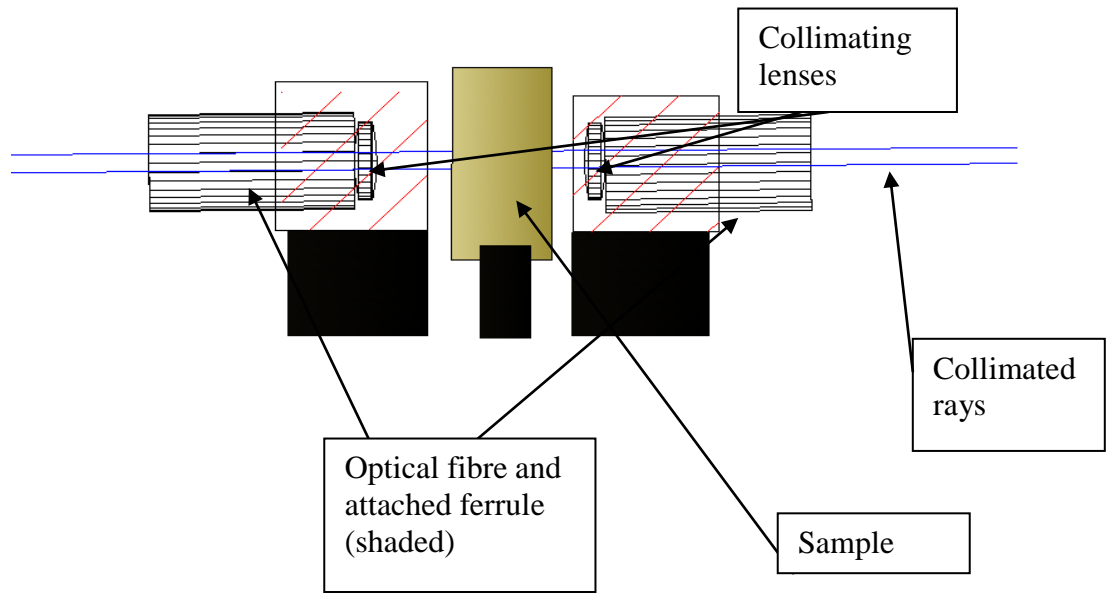 Collimating
lenses
Collimated
rays
Optical fibre and
attached ferrule
(shaded)
Sample